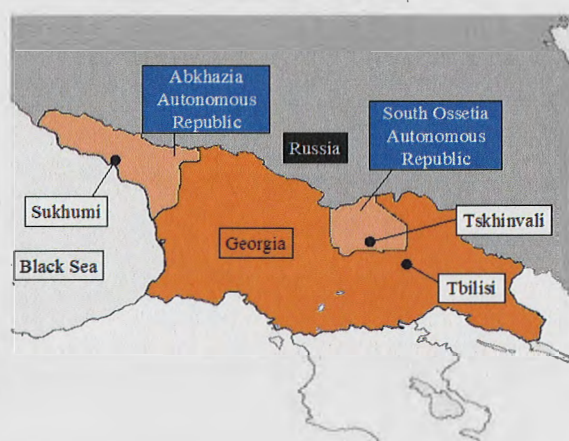 Abkhazia
Autonomous
Republic
South Ossetia
Autonomous
Republic
Russia
Sukhumi
Tskhinvali
Georgia
Black Sea
Tbilisi